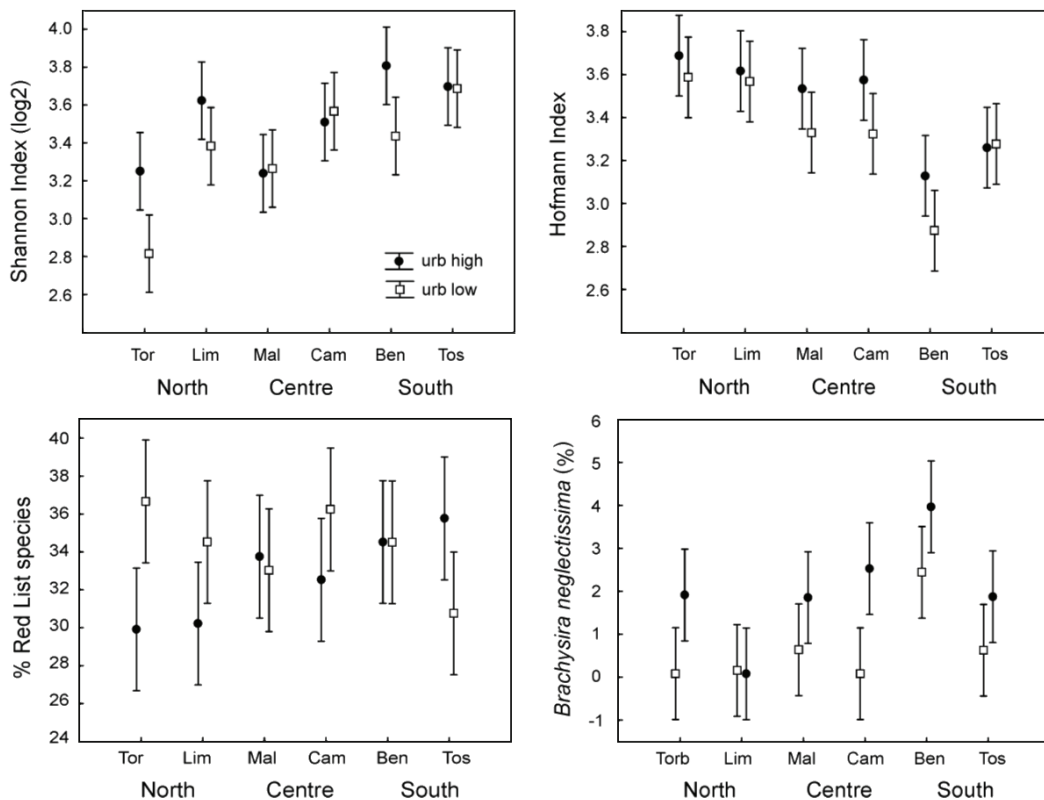 Shannon Index (log2)
4.0
3.8
3.6
3.4
3.2
3.0
2.8
2.6
urb high
urb low
Tor Lim Mal Cam Ben Tos
North Centre South
Hofmann Index
3.8
3.6
3.4
3.2
3.0
2.8
2.6
Tor Lim Mal Cam Ben Tos
North Centre South
% Red List species
40
38
36
34
32
30
28
26
24
Tor Lim Mal Cam Ben Tos
North Centre South
Brachysira neglectissima (%)
6
5
4
3
2
1
0
-1
Torb Lim Mal Cam Ben Tos
North Centre South